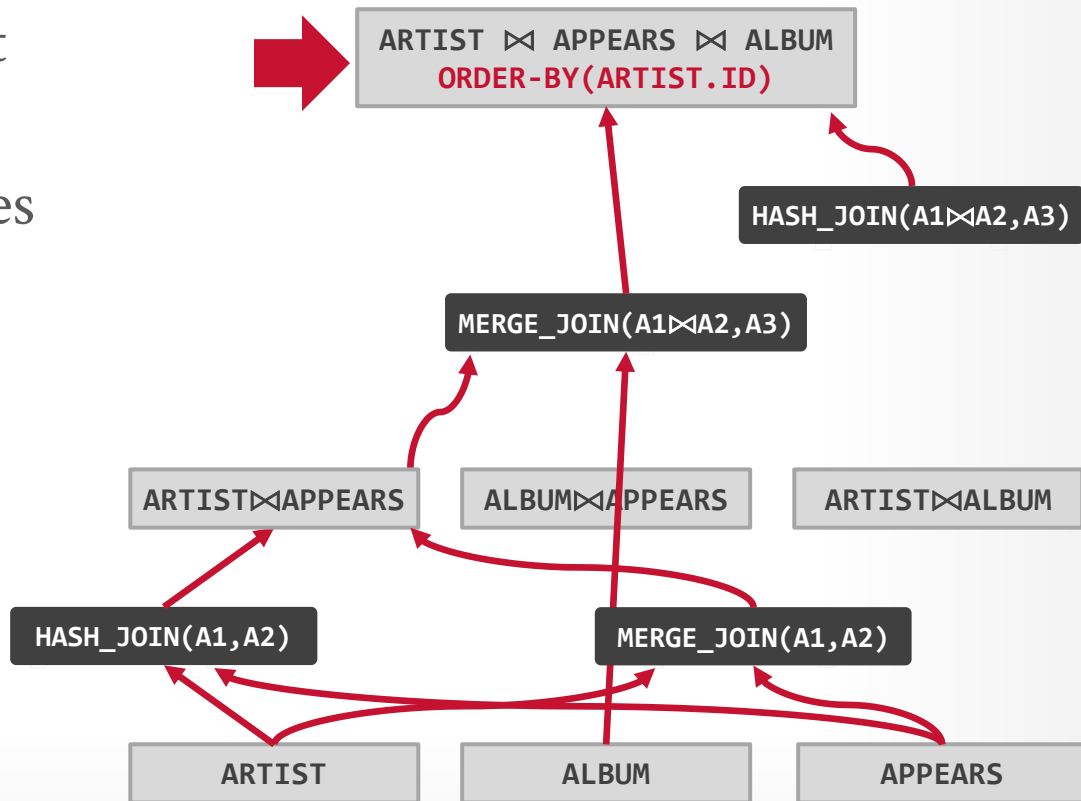 t
es
ARTIST ⋈ APPEARS ⋈ ALBUM
ORDER-BY(ARTIST.ID)
HASH_JOIN(A1⋈A2,A3)
MERGE_JOIN(A1⋈A2,A3)
ARTIST⋈APPEARS
ALBUM⋈APPEARS
ARTIST⋈ALBUM
HASH_JOIN(A1,A2)
MERGE_JOIN(A1,A2)
ARTIST
ALBUM
APPEARS